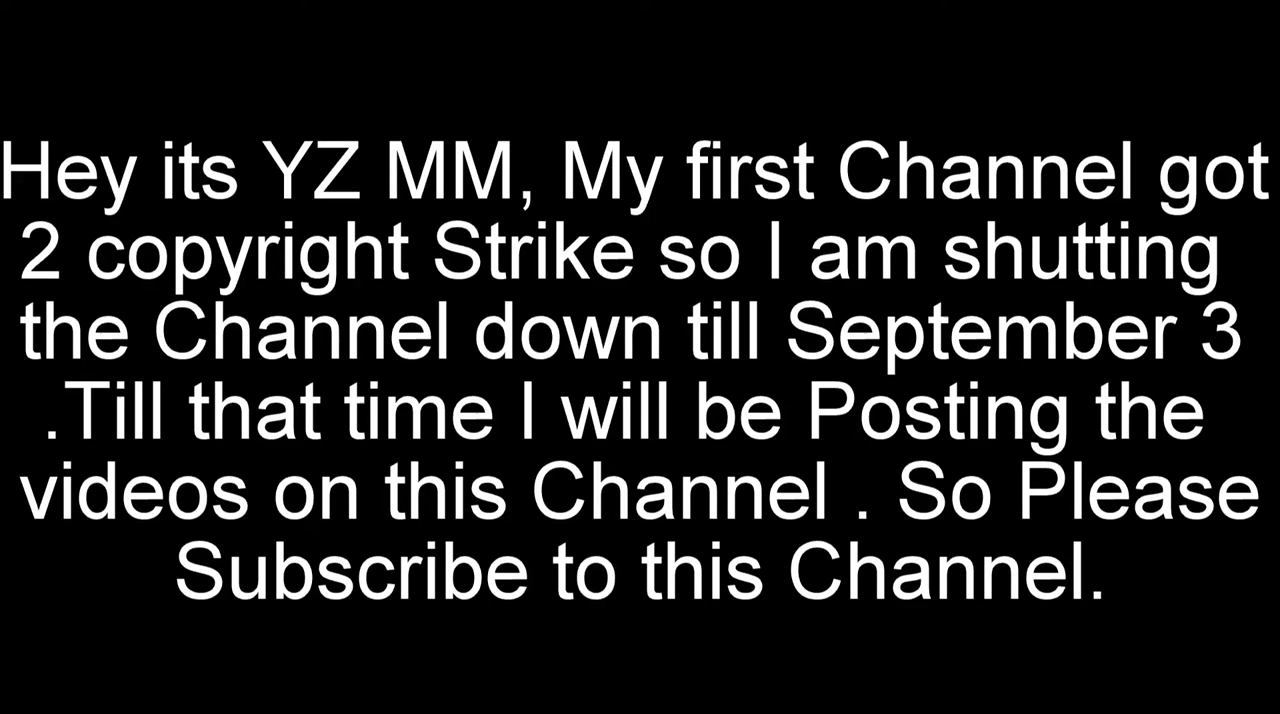 Hey its YZ MM, My first Channel got
2 copyright Strike so I am shutting
the Channel down till September 3
.Till that time I will be Posting the
videos on this Channel . So Please
Subscribe to this Channel.